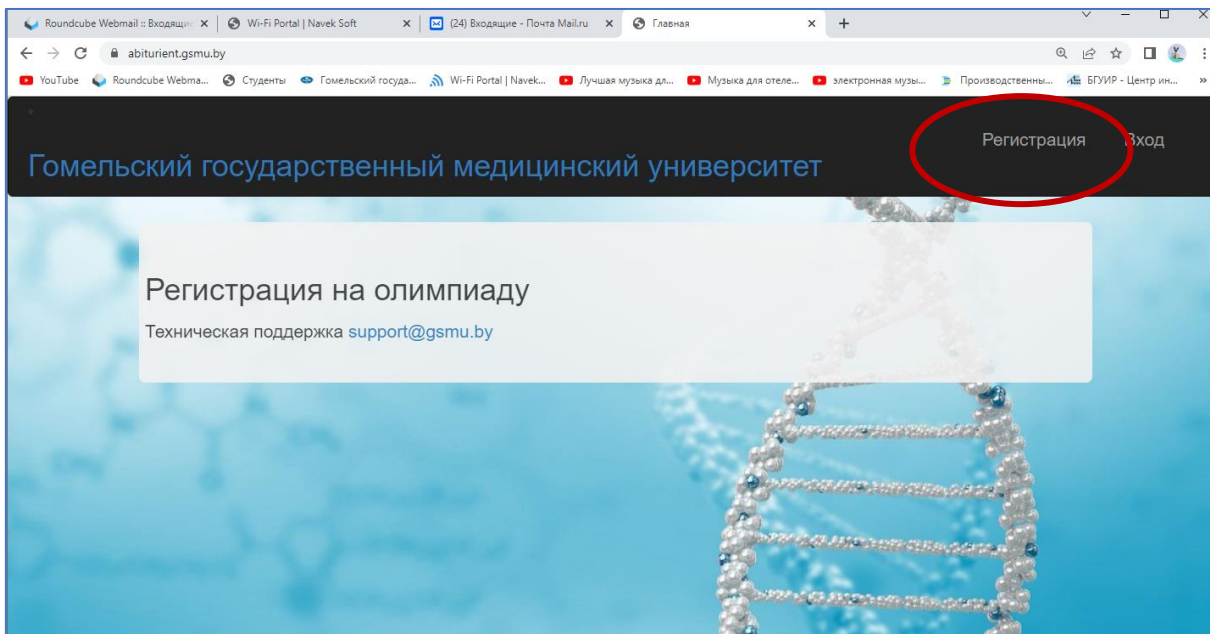 Roundcube Webmail :: Входящие
Wi-Fi Portal | Navek Soft
(24) Входящие - Почта Mail.ru
Главная
abiturient.gsmu.by
YouTube
Roundcube Webma...
Студенты
Гомельский госуда...
Wi-Fi Portal | Navek...
Лучшая музыка дл...
Музыка для отеле...
электронная музы...
Производственны...
БГУИР - Центр ин...
Регистрация
Вход
Гомельский государственный медицинский университет
Регистрация на олимпиаду
Техническая поддержка support@gsmu.by